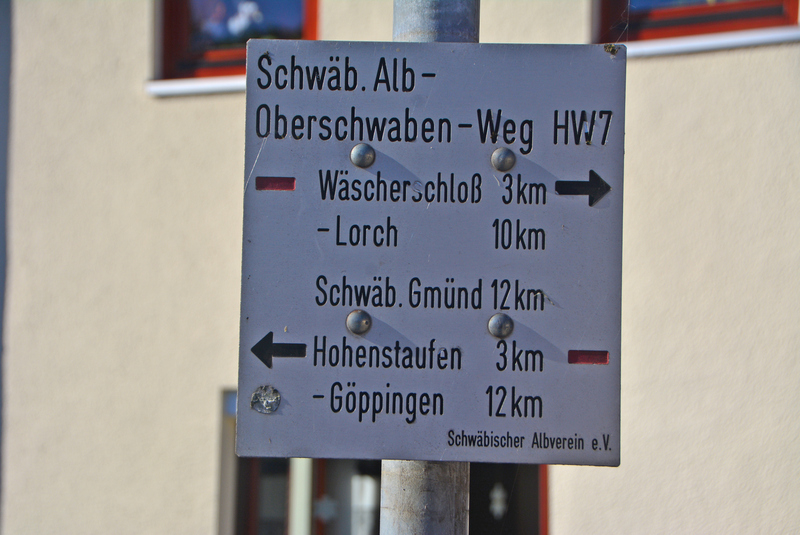 Schwäb. Alb-
Oberschwaben-Weg HW7
Wäscherschloß 3km
-Lorch 10km
Schwäb. Gmünd 12km
Hohenstaufen 3km
-Göppingen 12km
Schwäbischer Albverein e.V.